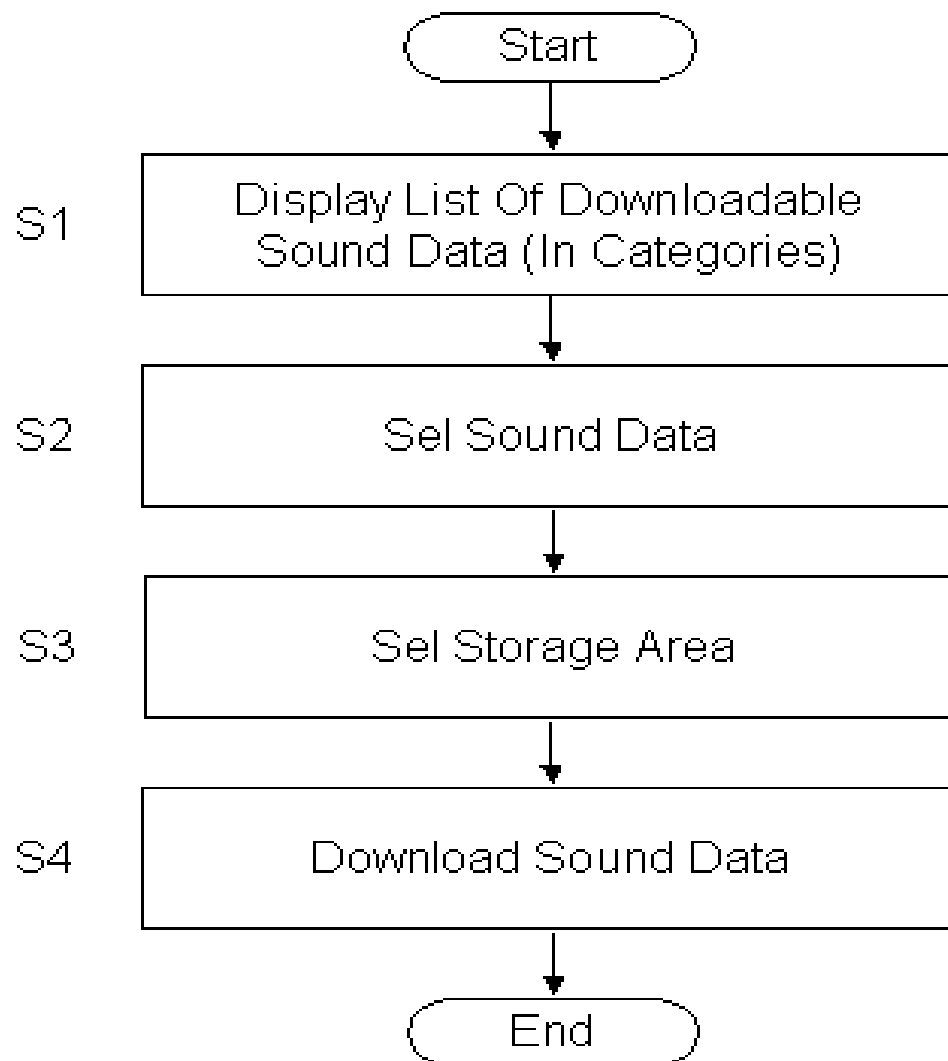 Start
S1
Display List Of Downloadable
Sound Data (In Categories)
S2
Sel Sound Data
S3
Sel Storage Area
S4
Download Sound Data
End